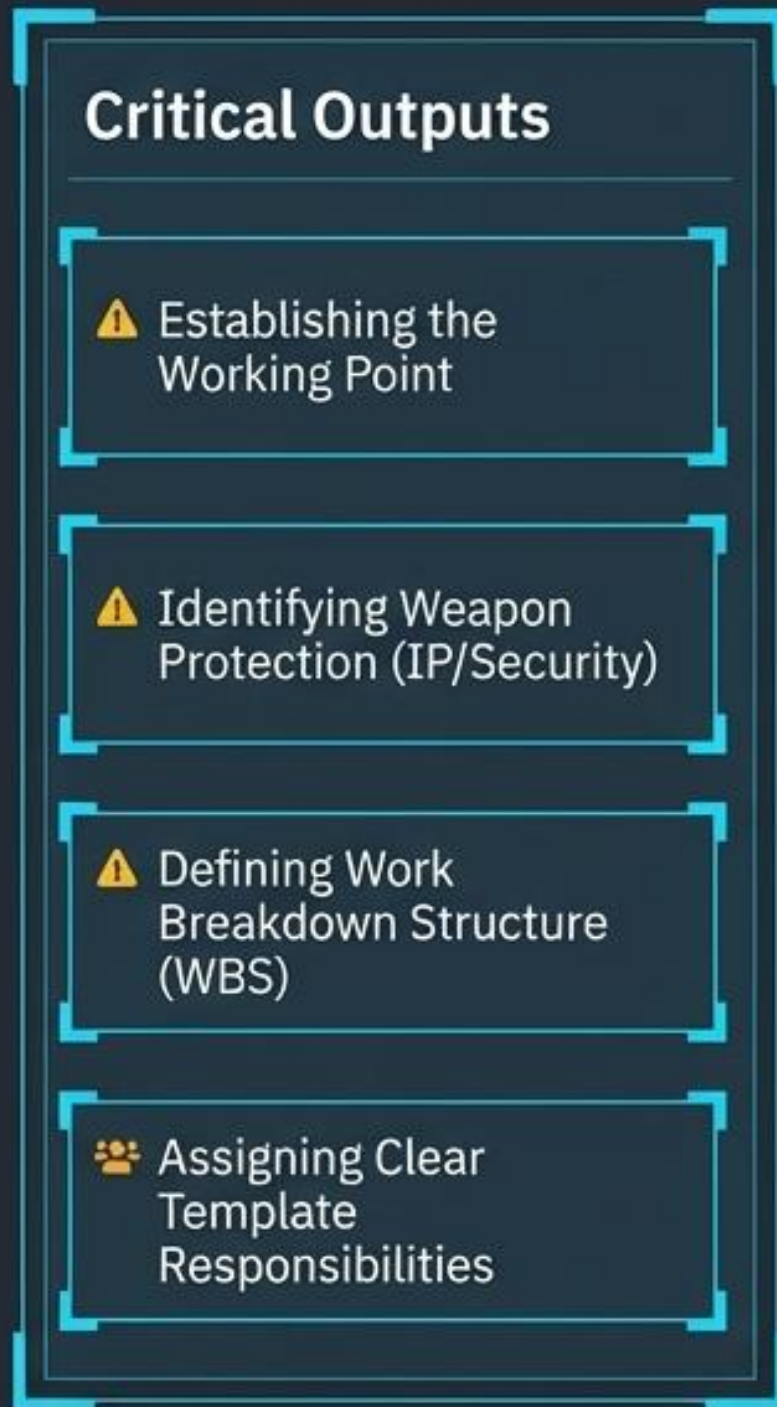 Critical Outputs
Establishing the
Working Point
Identifying Weapon
Protection (IP/Security)
Defining Work
Breakdown Structure
(WBS)
Assigning Clear
Template
Responsibilities